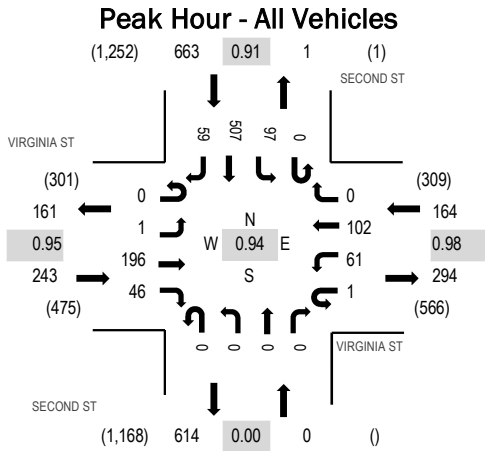 Peak Hour - All Vehicles
(1,252) 663 0.91 1 (1)
SECOND ST
59 507 97 0
VIRGINIA ST
(301) 0 0 (309)
161 1 N 102 164
0.95 W 0.94 E 0.98
243 196 S 61 294
(475) 46 1 (566)
0 0 0 0
VIRGINIA ST
SECOND ST
(1,168) 614 0.00 0 ()